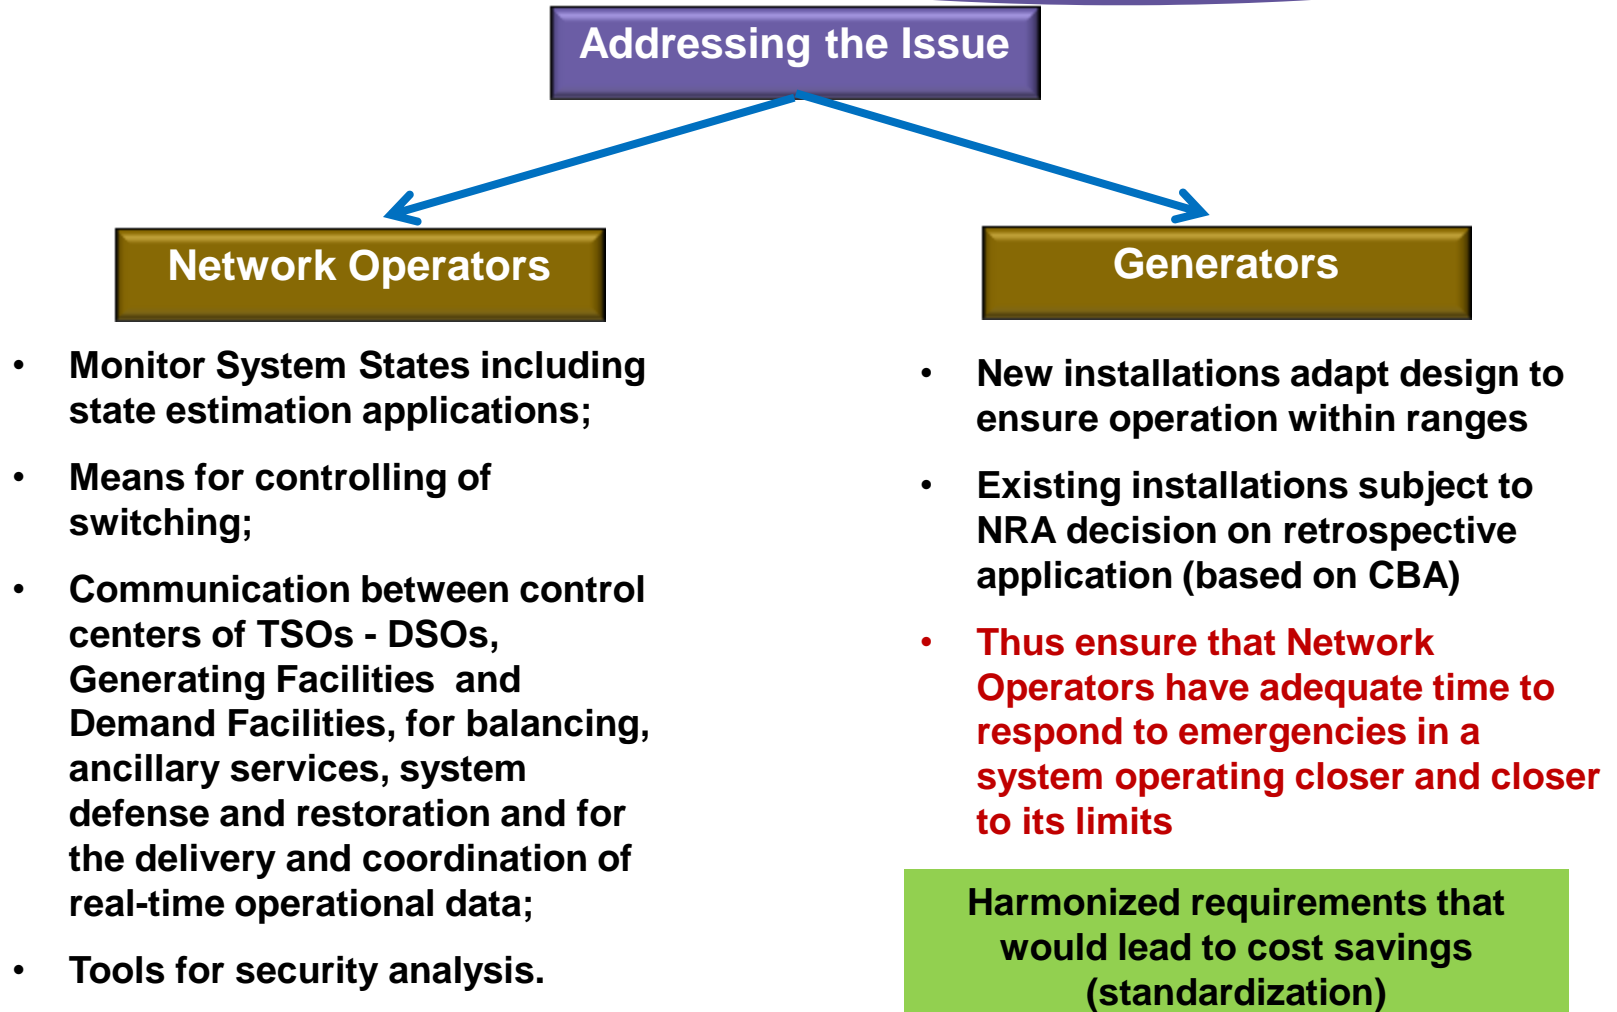 Addressing the Issue
Network Operators
• Monitor System States including
state estimation applications;
• Means for controlling of
switching;
• Communication between control
centers of TSOs - DSOs,
Generating Facilities and
Demand Facilities, for balancing,
ancillary services, system
defense and restoration and for
the delivery and coordination of
real-time operational data;
• Tools for security analysis.
Generators
• New installations adapt design to
ensure operation within ranges
• Existing installations subject to
NRA decision on retrospective
application (based on CBA)
• Thus ensure that Network
Operators have adequate time to
respond to emergencies in a
system operating closer and closer
to its limits
Harmonized requirements that
would lead to cost savings
(standardization)